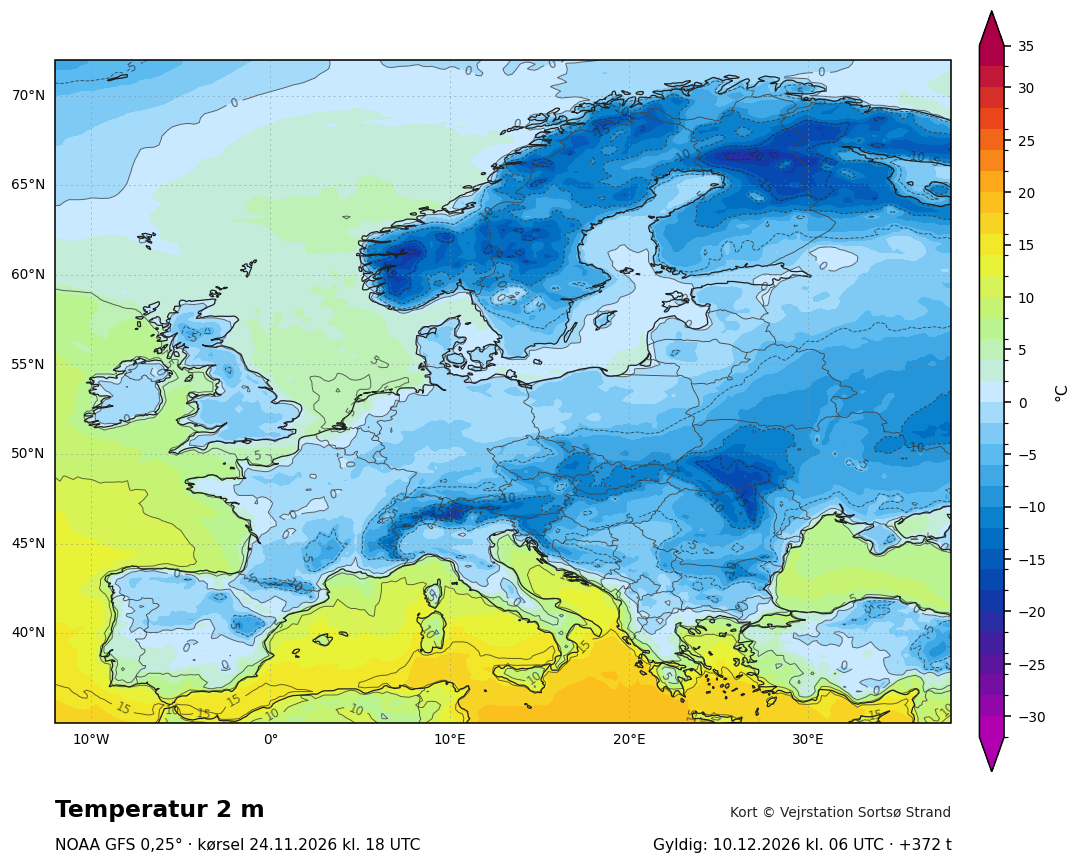 70°N
65°N
60°N
55°N
50°N
45°N
40°N
10°W
0°
10°E
20°E
30°E
35
30
25
20
15
10
5
0
−5
−10
−15
−20
−25
−30
°C
Temperatur 2 m
Kort © Vejrstation Sortsø Strand
NOAA GFS 0,25° · kørsel 24.11.2026 kl. 18 UTC
Gyldig: 10.12.2026 kl. 06 UTC · +372 t